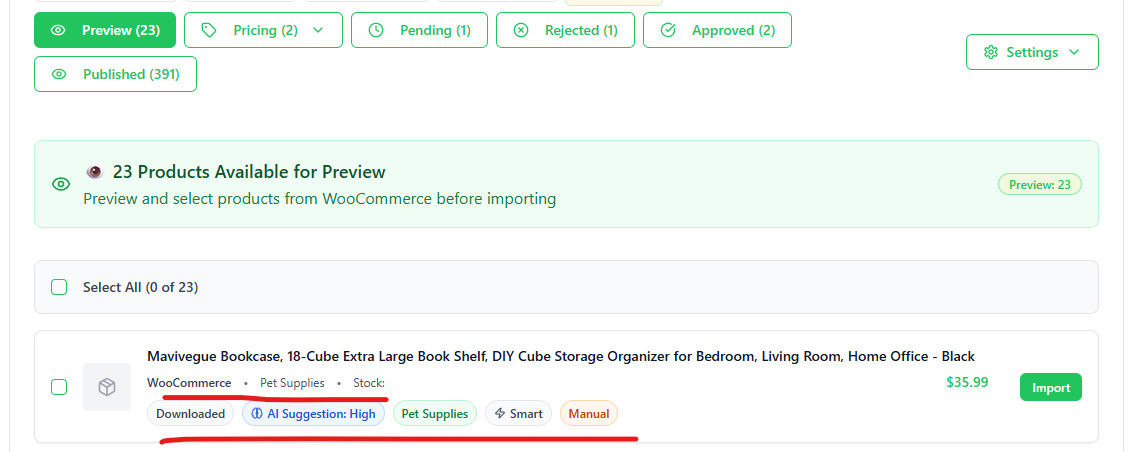 Preview (23) Pricing (2) Pending (1) Rejected (1) Approved (2)
Settings
Published (391)
23 Products Available for Preview
Preview and select products from WooCommerce before importing
Preview: 23
Select All (0 of 23)
Mavivegue Bookcase, 18-Cube Extra Large Book Shelf, DIY Cube Storage Organizer for Bedroom, Living Room, Home Office - Black
WooCommerce • Pet Supplies • Stock:
$35.99
Import
Downloaded AI Suggestion: High Pet Supplies Smart Manual